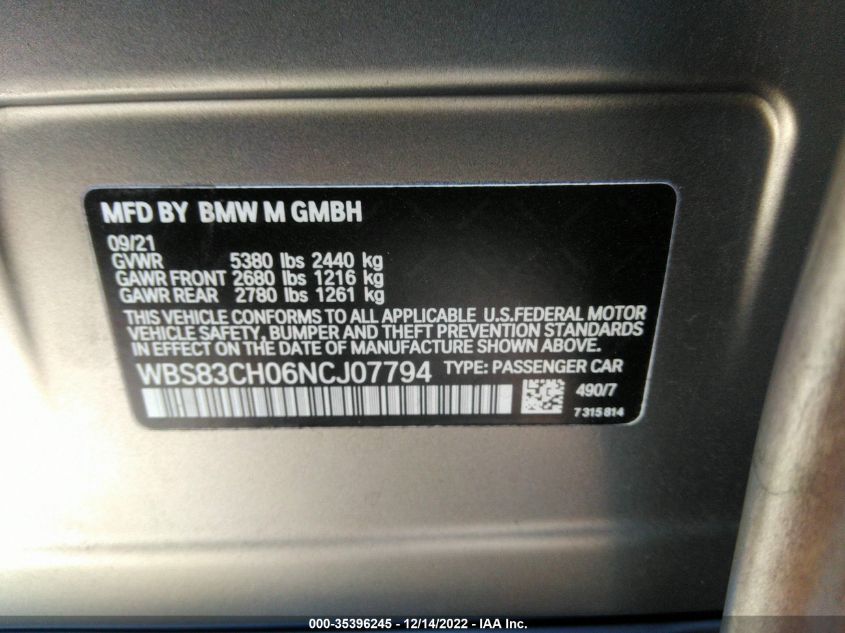 MFD BY BMW M GMBH
09/21
GVWR 5380 lbs 2440 kg
GAWR FRONT 2680 lbs 1216 kg
GAWR REAR 2780 lbs 1261 kg
THIS VEHICLE CONFORMS TO ALL APPLICABLE U.S.FEDERAL MOTOR
VEHICLE SAFETY, BUMPER AND THEFT PREVENTION STANDARDS
IN EFFECT ON THE DATE OF MANUFACTURE SHOWN ABOVE.
WBS83CH06NCJ07794 TYPE: PASSENGER CAR
490/7
7 315 814
000-35396245 - 12/14/2022 - IAA Inc.